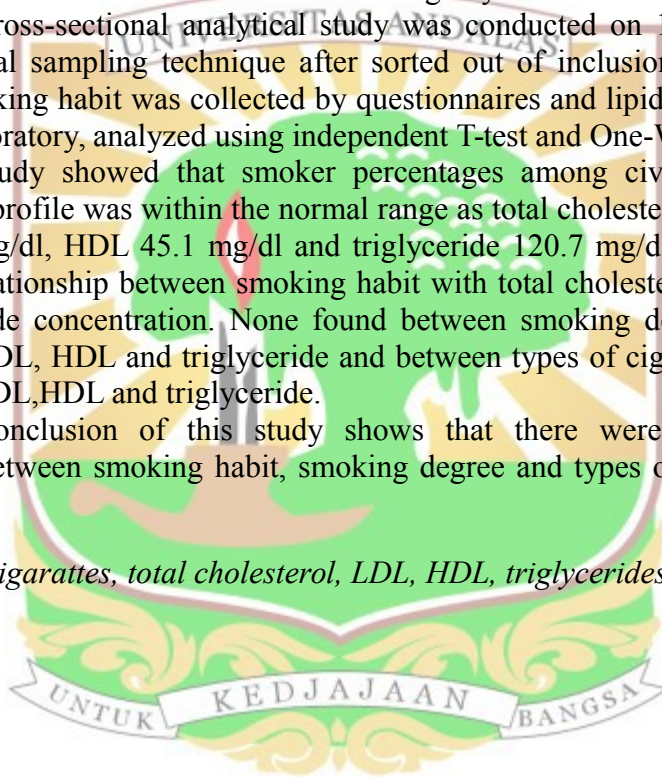 ross-sectional analytical study was conducted on
UNIVERSITAS ANDALAS
al sampling technique after sorted out of inclusion
king habit was collected by questionnaires and lipid
oratory, analyzed using independent T-test and One-W
udy showed that smoker percentages among civ
profile was within the normal range as total choleste
g/dl, HDL 45.1 mg/dl and triglyceride 120.7 mg/d
ationship between smoking habit with total choleste
de concentration. None found between smoking de
DL, HDL and triglyceride and between types of cig
DL,HDL and triglyceride.
onclusion of this study shows that there were
etween smoking habit, smoking degree and types o
igarattes, total cholesterol, LDL, HDL, triglycerides
UNTUK KEDJAJAAN BANGSA